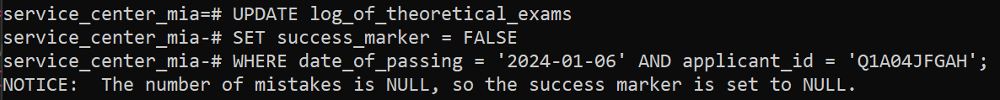 service_center_mia=# UPDATE log_of_theoretical_exams
service_center_mia-# SET success_marker = FALSE
service_center_mia-# WHERE date_of_passing = '2024-01-06' AND applicant_id = 'Q1A04JFGAH';
NOTICE:  The number of mistakes is NULL, so the success marker is set to NULL.